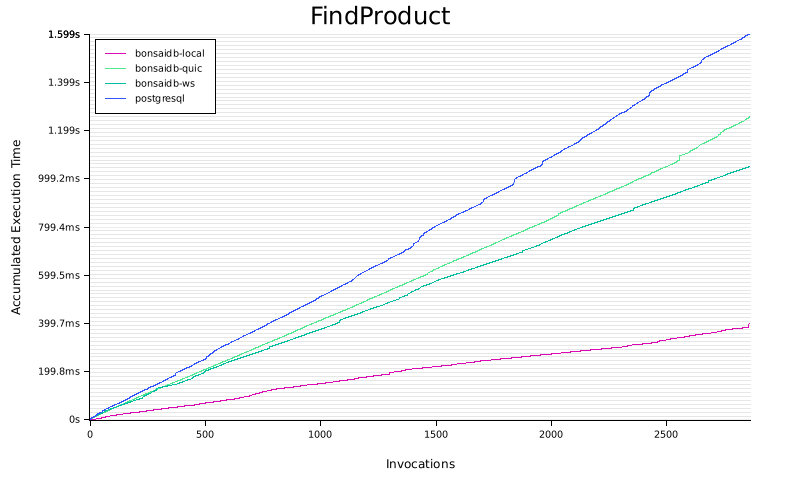 FindProduct
1.599s
bonsaidb-local
bonsaidb-quic
bonsaidb-ws
postgresql
1.399s
1.199s
999.2ms
799.4ms
599.5ms
399.7ms
199.8ms
0s
Accumulated Execution Time
0 500 1000 1500 2000 2500
Invocations